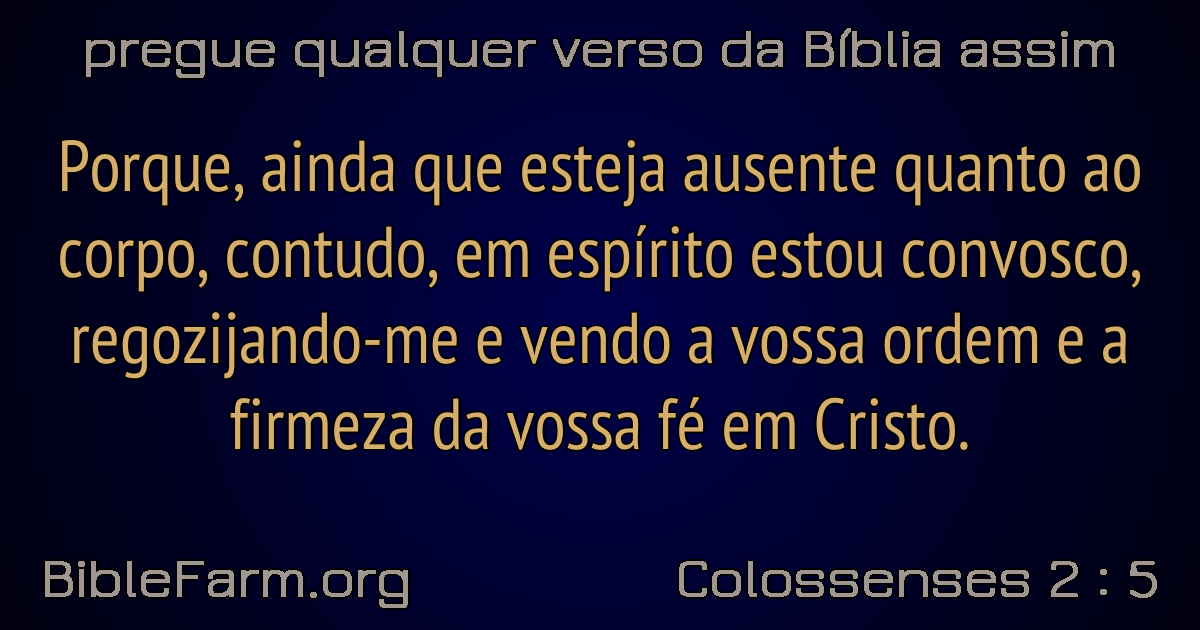 pregue qualquer verso da Bíblia assim
Porque, ainda que esteja ausente quanto ao
corpo, contudo, em espírito estou convosco,
regozijando-me e vendo a vossa ordem e a
firmeza da vossa fé em Cristo.
BibleFarm.org
Colossenses 2 : 5